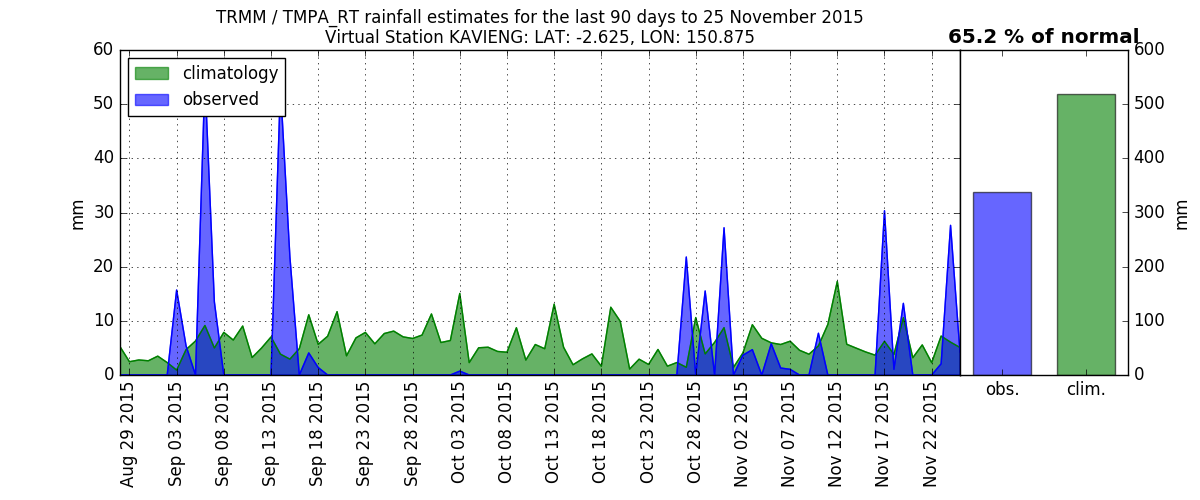 TRMM / TMPA_RT rainfall estimates for the last 90 days to 25 November 2015
Virtual Station KAVIENG: LAT: -2.625, LON: 150.875
65.2 % of normal
climatology
observed
60
50
40
30
20
10
0
mm
Aug 29 2015
Sep 03 2015
Sep 08 2015
Sep 13 2015
Sep 18 2015
Sep 23 2015
Sep 28 2015
Oct 03 2015
Oct 08 2015
Oct 13 2015
Oct 18 2015
Oct 23 2015
Oct 28 2015
Nov 02 2015
Nov 07 2015
Nov 12 2015
Nov 17 2015
Nov 22 2015
obs.
clim.
600
500
400
300
200
100
0
mm